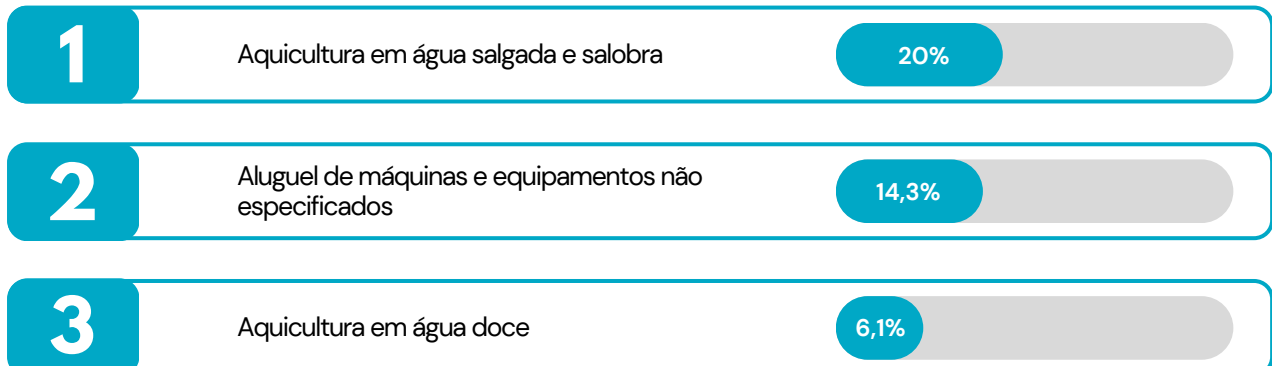 1
Aquicultura em água salgada e salobra
20%
2
Aluguel de máquinas e equipamentos não
especificados
14,3%
3
Aquicultura em água doce
6,1%